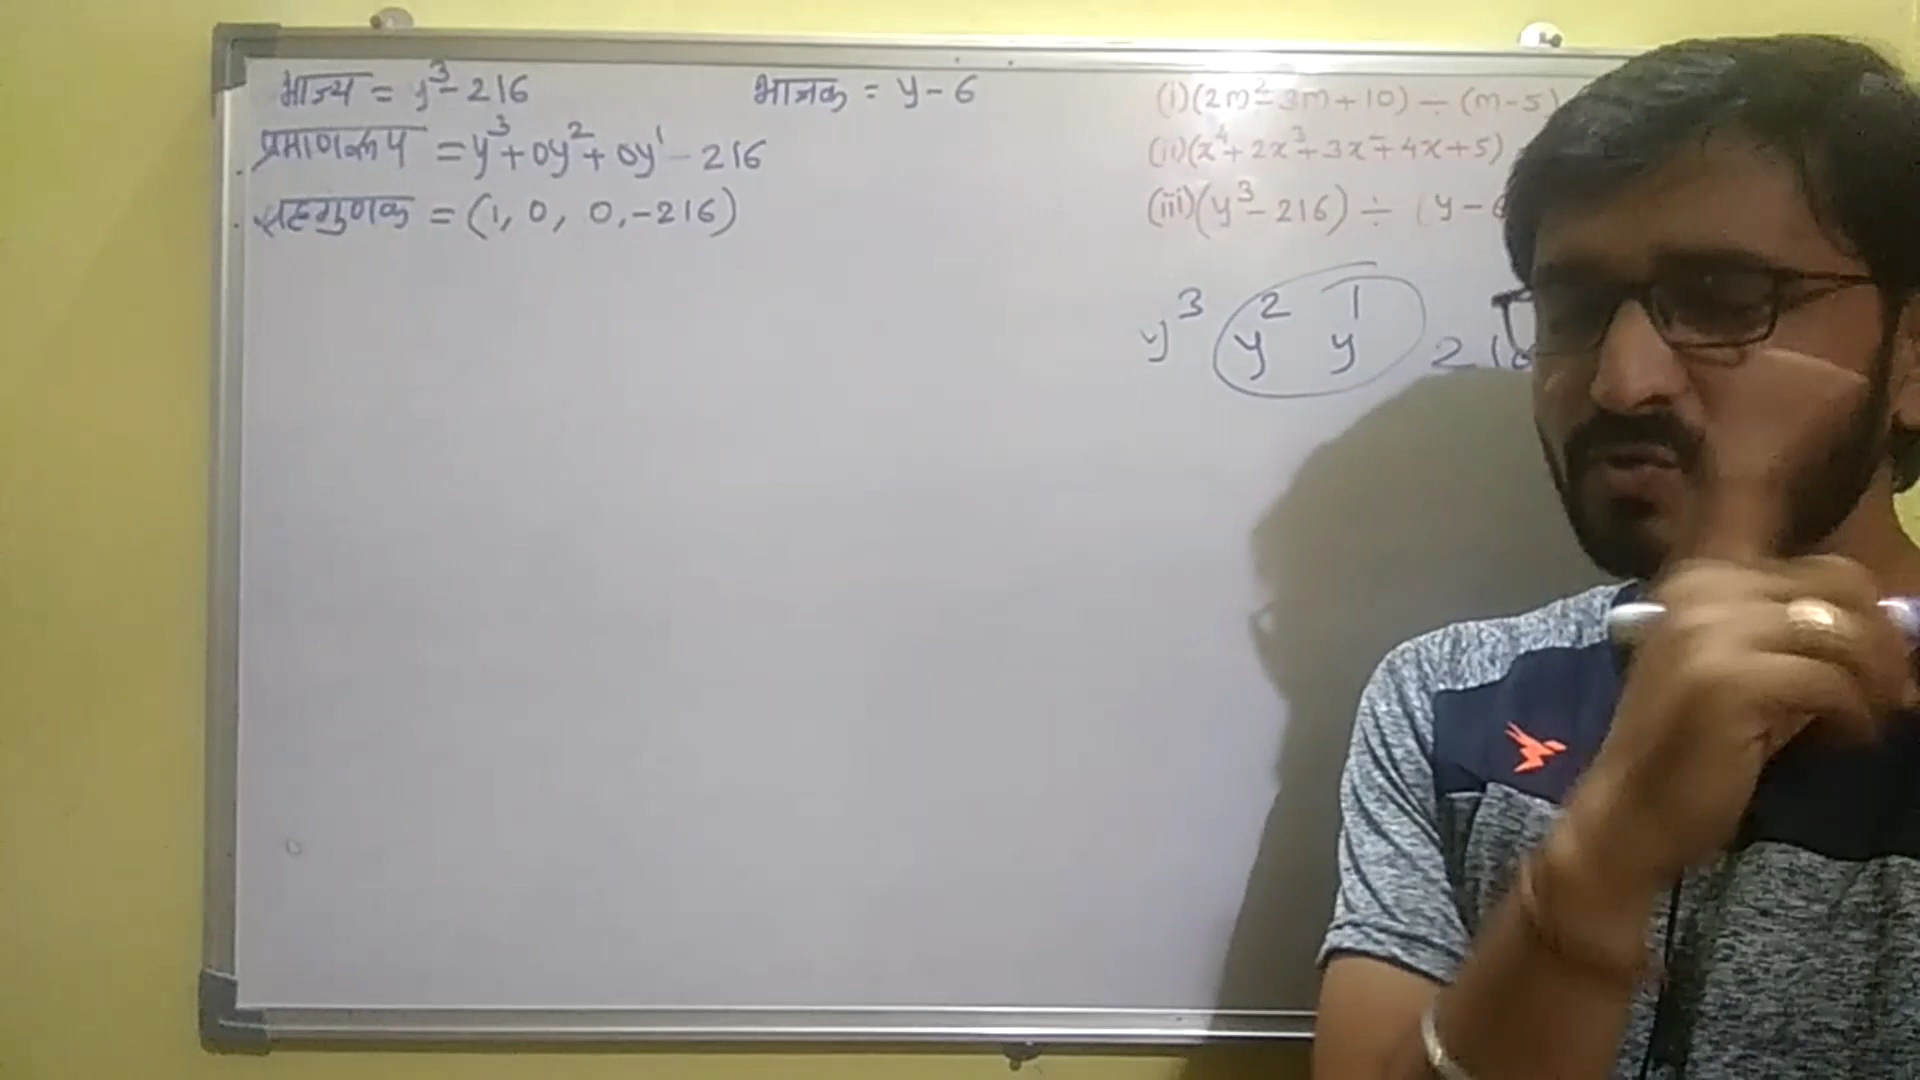 भाज्य = y³ - 216
भाजक = y - 6
प्रमाणरूप = y³ + 0y² + 0y¹ - 216
सहगुणक = (1, 0, 0, -216)
(i) (2m² - 3m + 10) ÷ (m - 5)
(ii) (x⁴ + 2x³ + 3x² + 4x + 5)
(iii) (y³ - 216) ÷ (y - 6
y³ y² y¹ 216